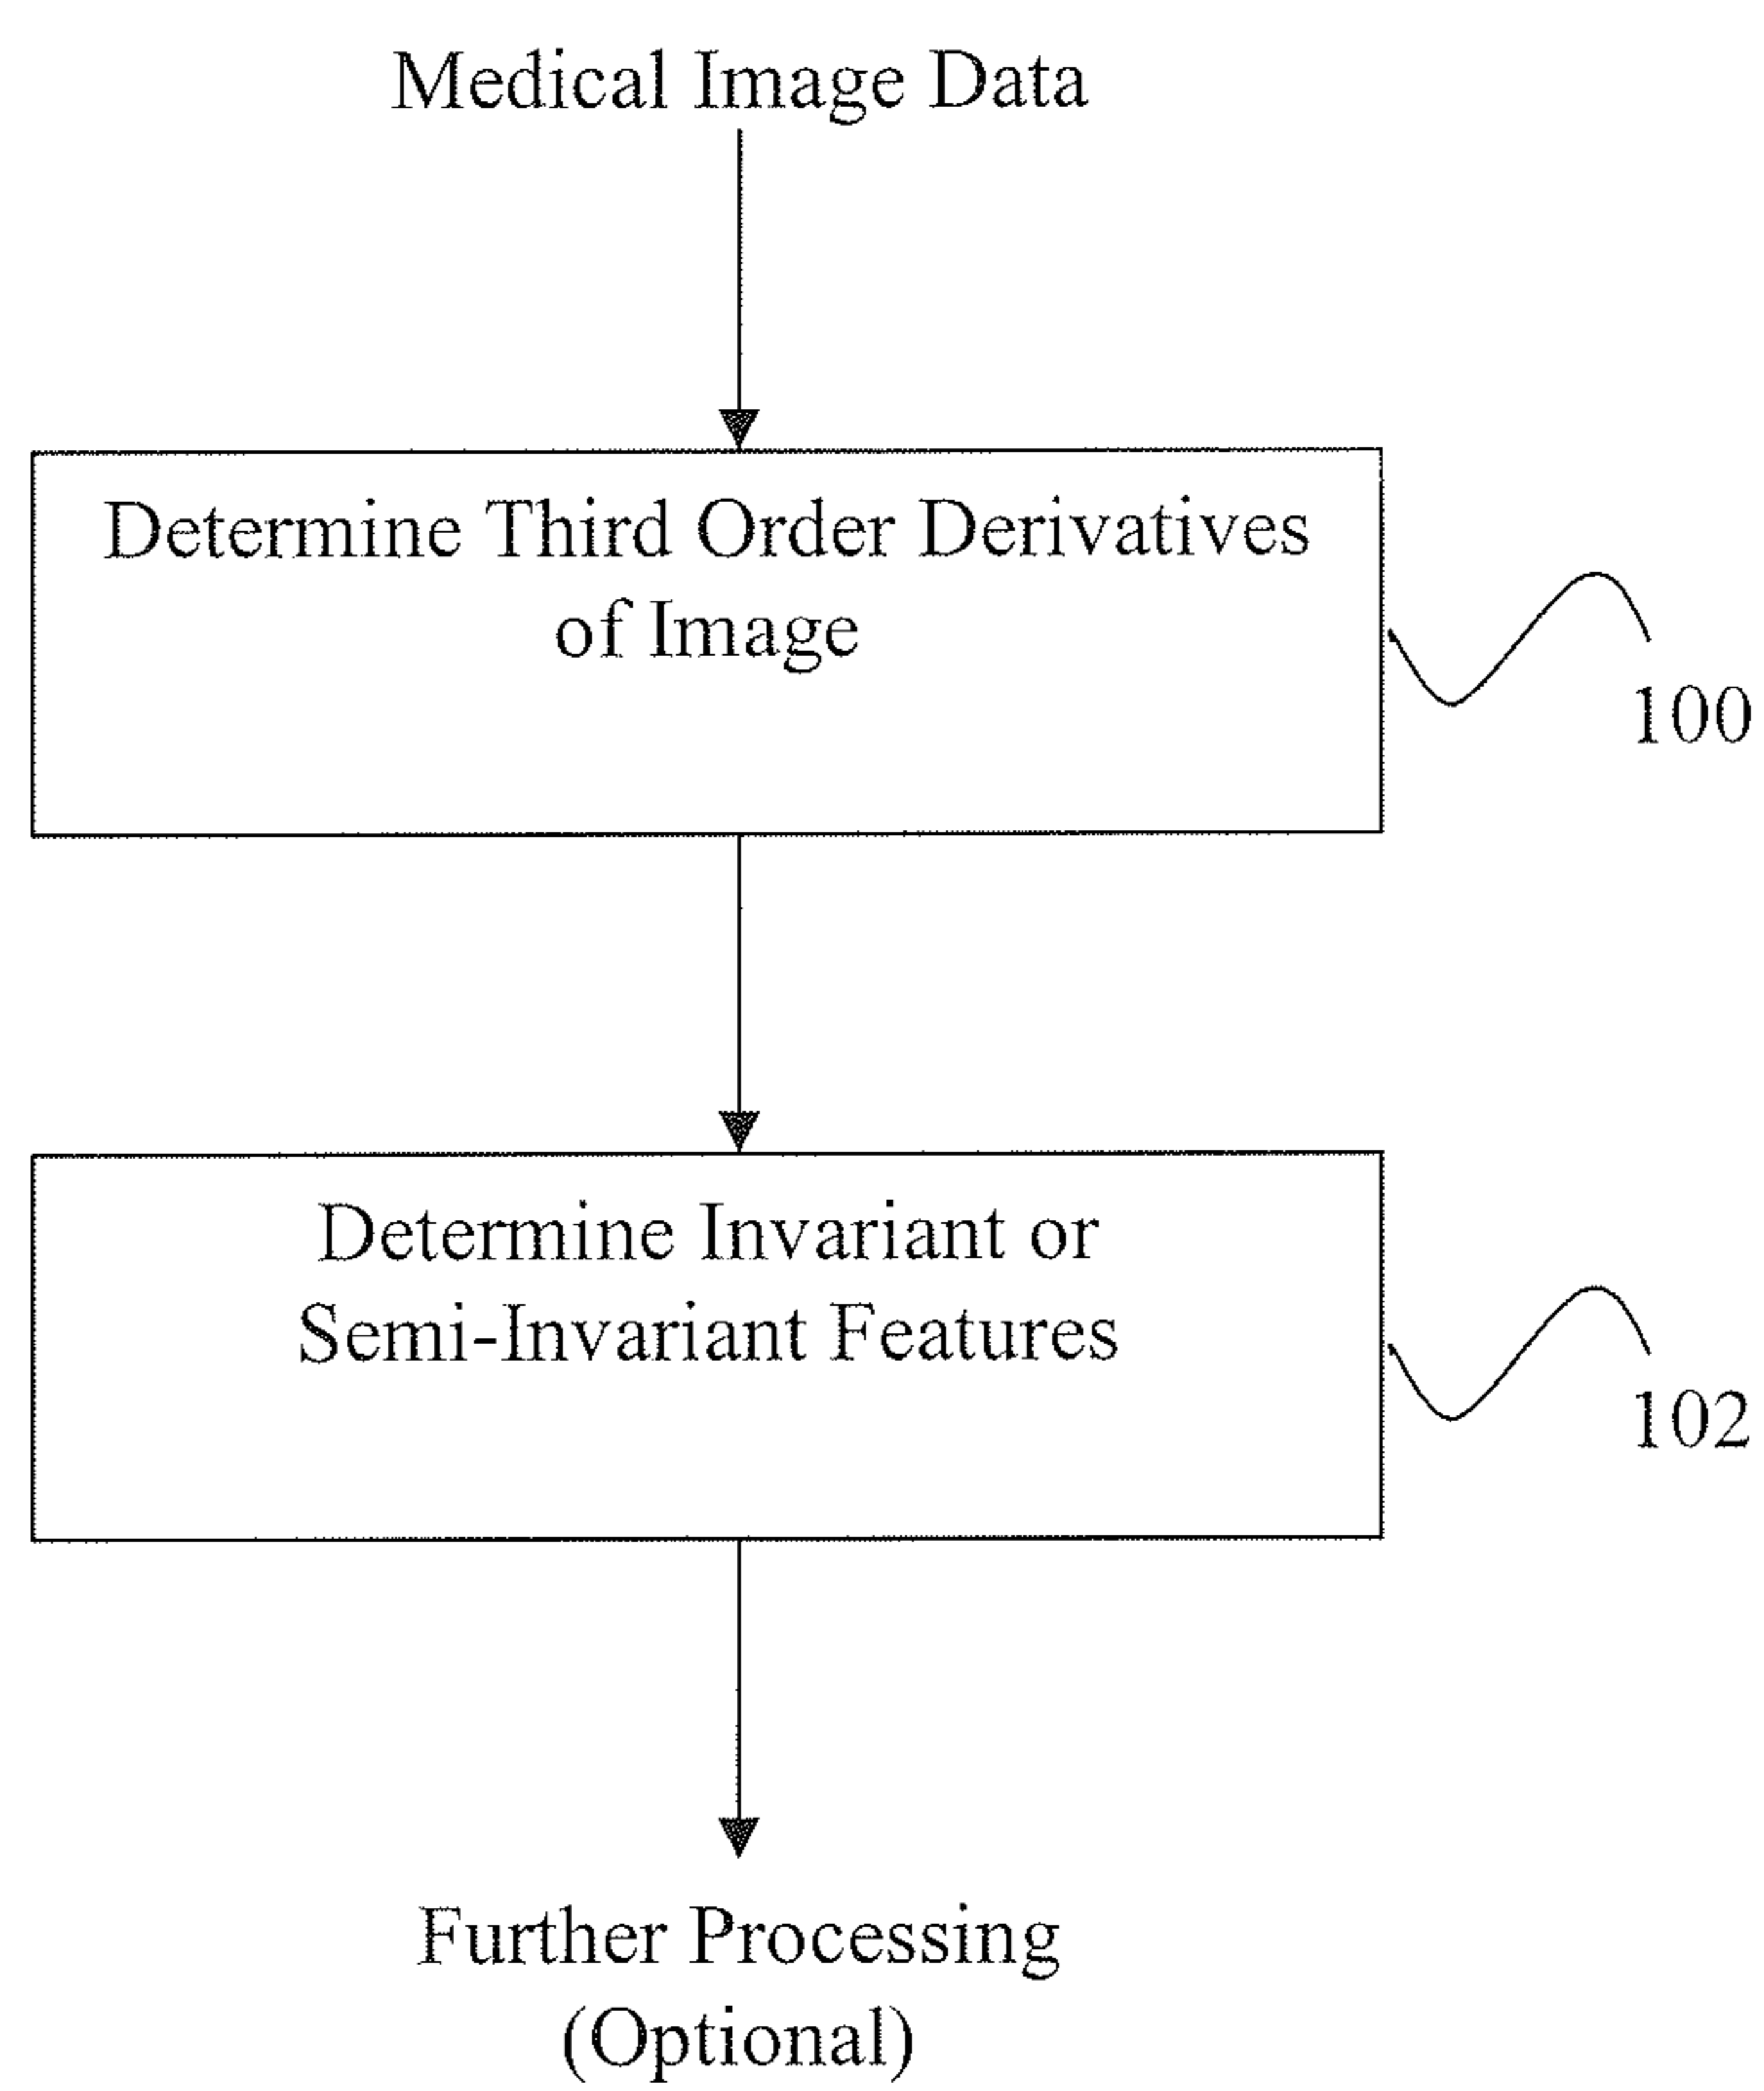 Medical Image Data
Determine Third Order Derivatives
of Image
100
Determine Invariant or
Semi-Invariant Features
102
Further Processing
(Optional)